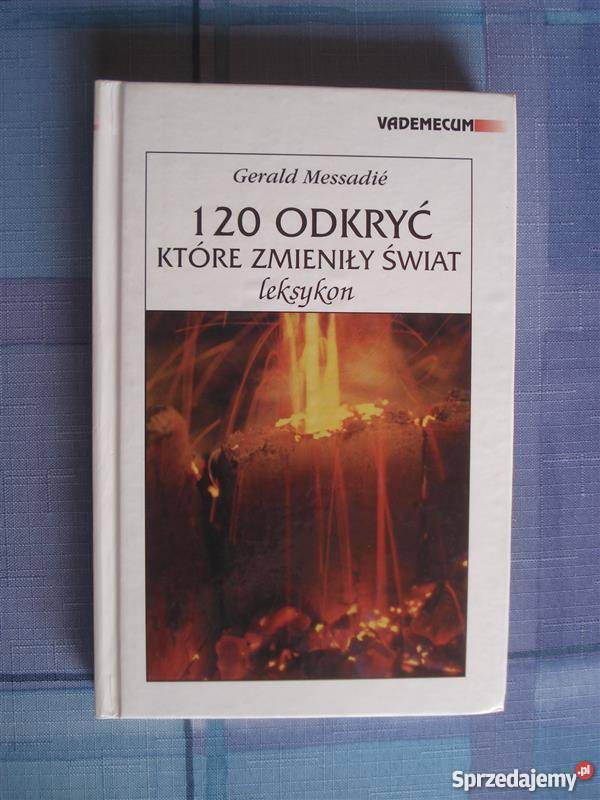 VADEMECUM
Gerald Messadié
120 ODKRYĆ
KTÓRE ZMIENIŁY ŚWIAT
leksykon
Sprzedajemy.pl